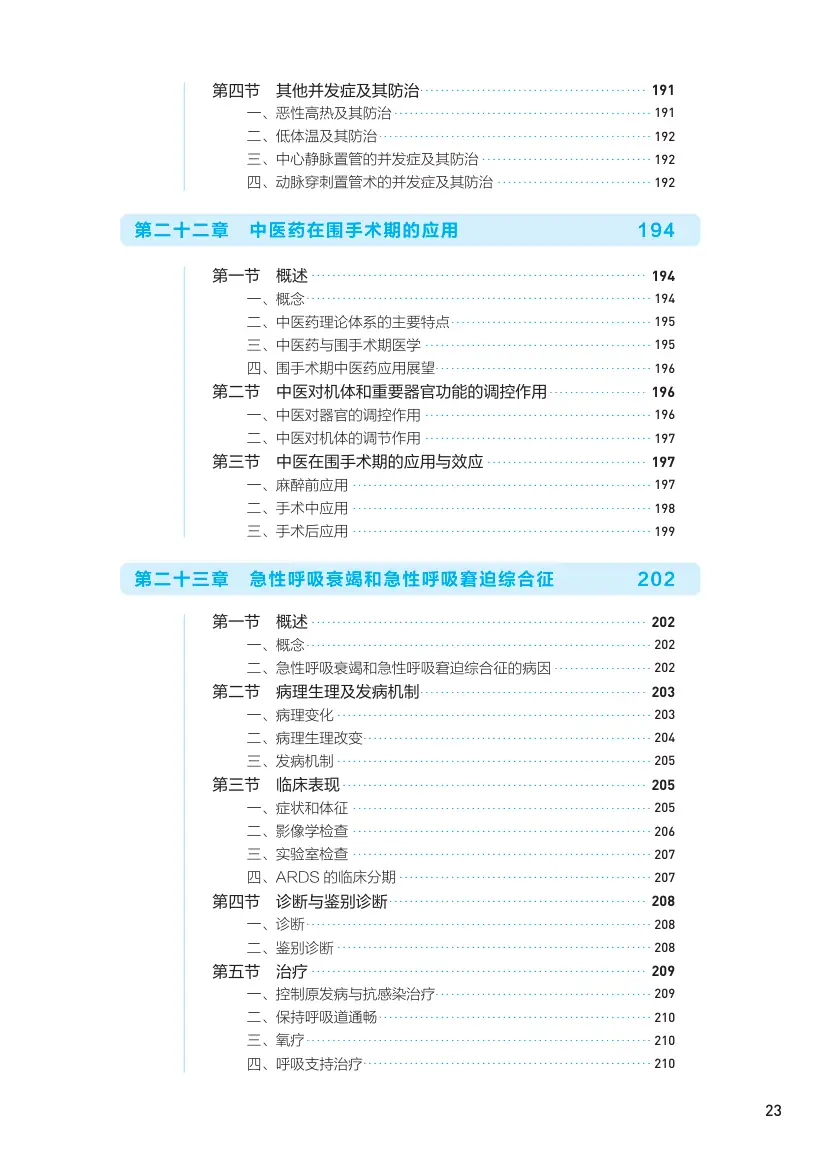 第四节 其他并发症及其防治 191
一、恶性高热及其防治 191
二、低体温及其防治 192
三、中心静脉置管的并发症及其防治 192
四、动脉穿刺置管术的并发症及其防治 192
第二十二章 中医药在围手术期的应用 194
第一节 概述 194
一、概念 194
二、中医药理论体系的主要特点 195
三、中医药与围手术期医学 195
四、围手术期中医药应用展望 196
第二节 中医对机体和重要器官功能的调控作用 196
一、中医对器官的调控作用 196
二、中医对机体的调节作用 197
第三节 中医在围手术期的应用与效应 197
一、麻醉前应用 197
二、手术中应用 198
三、手术后应用 199
第二十三章 急性呼吸衰竭和急性呼吸窘迫综合征 202
第一节 概述 202
一、概念 202
二、急性呼吸衰竭和急性呼吸窘迫综合征的病因 202
第二节 病理生理及发病机制 203
一、病理变化 203
二、病理生理改变 204
三、发病机制 205
第三节 临床表现 205
一、症状和体征 205
二、影像学检查 206
三、实验室检查 207
四、ARDS 的临床分期 207
第四节 诊断与鉴别诊断 208
一、诊断 208
二、鉴别诊断 208
第五节 治疗 209
一、控制原发病与抗感染治疗 209
二、保持呼吸道通畅 210
三、氧疗 210
四、呼吸支持治疗 210
23